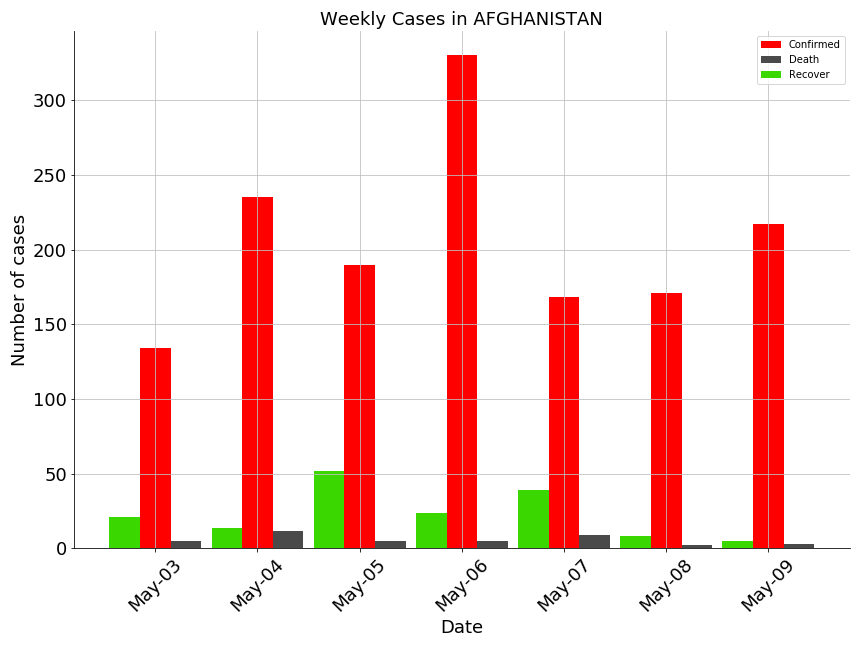 Weekly Cases in AFGHANISTAN
Confirmed
Death
Recover
Number of cases
300
250
200
150
100
50
0
May-03
May-04
May-05
May-06
May-07
May-08
May-09
Date